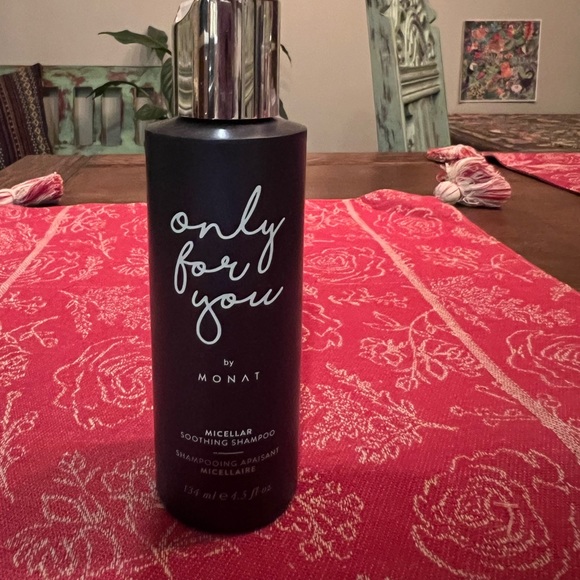 only
for
you
by
MONAT
MICELLAR
SOOTHING SHAMPOO
SHAMPOOING APAISANT
MICELLAIRE
134 ml e 4.5 fl oz.